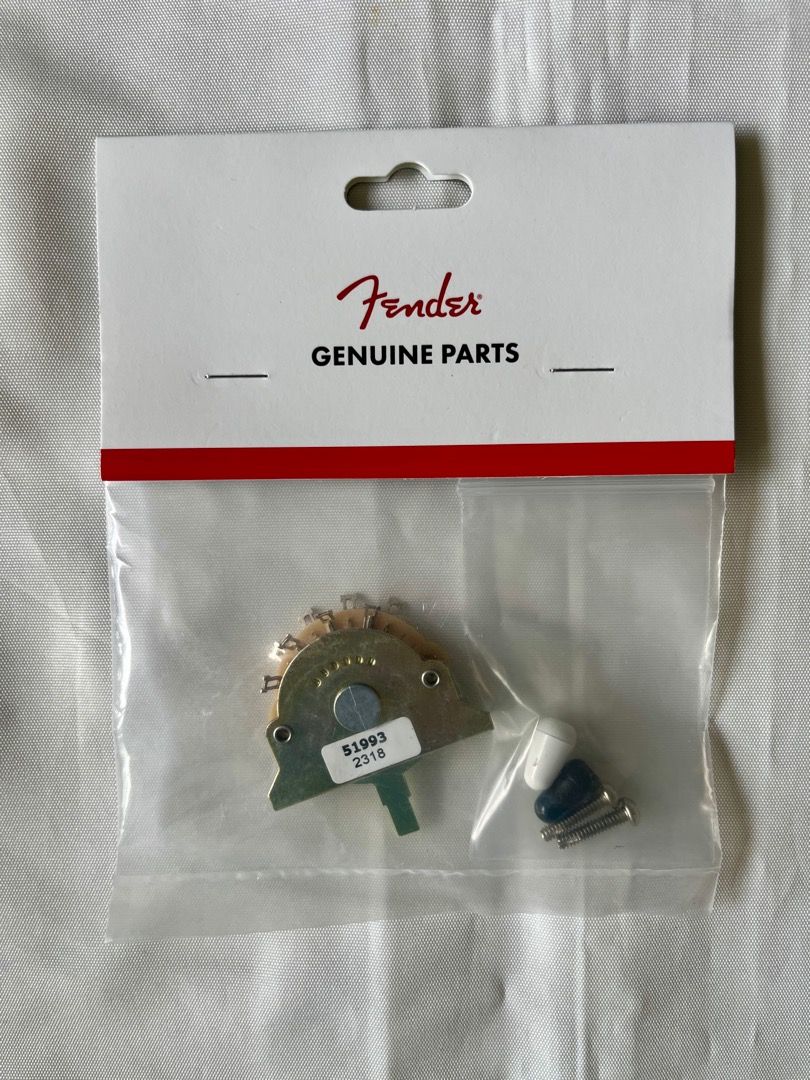 Fender®
GENUINE PARTS
51993
2318